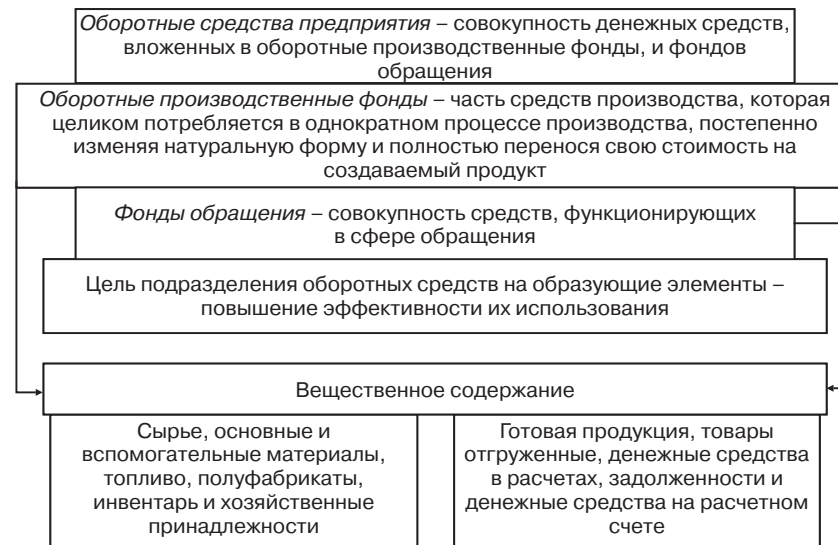 Оборотные средства предприятия – совокупность денежных средств,
вложенных в оборотные производственные фонды, и фондов
обращения
Оборотные производственные фонды – часть средств производства, которая
целиком потребляется в однократном процессе производства, постепенно
изменяя натуральную форму и полностью перенося свою стоимость на
создаваемый продукт
Фонды обращения – совокупность средств, функционирующих
в сфере обращения
Цель подразделения оборотных средств на образующие элементы –
повышение эффективности их использования
Вещественное содержание
Сырье, основные и
вспомогательные материалы,
топливо, полуфабрикаты,
инвентарь и хозяйственные
принадлежности
Готовая продукция, товары
отгруженные, денежные средства
в расчетах, задолженности и
денежные средства на расчетном
счете